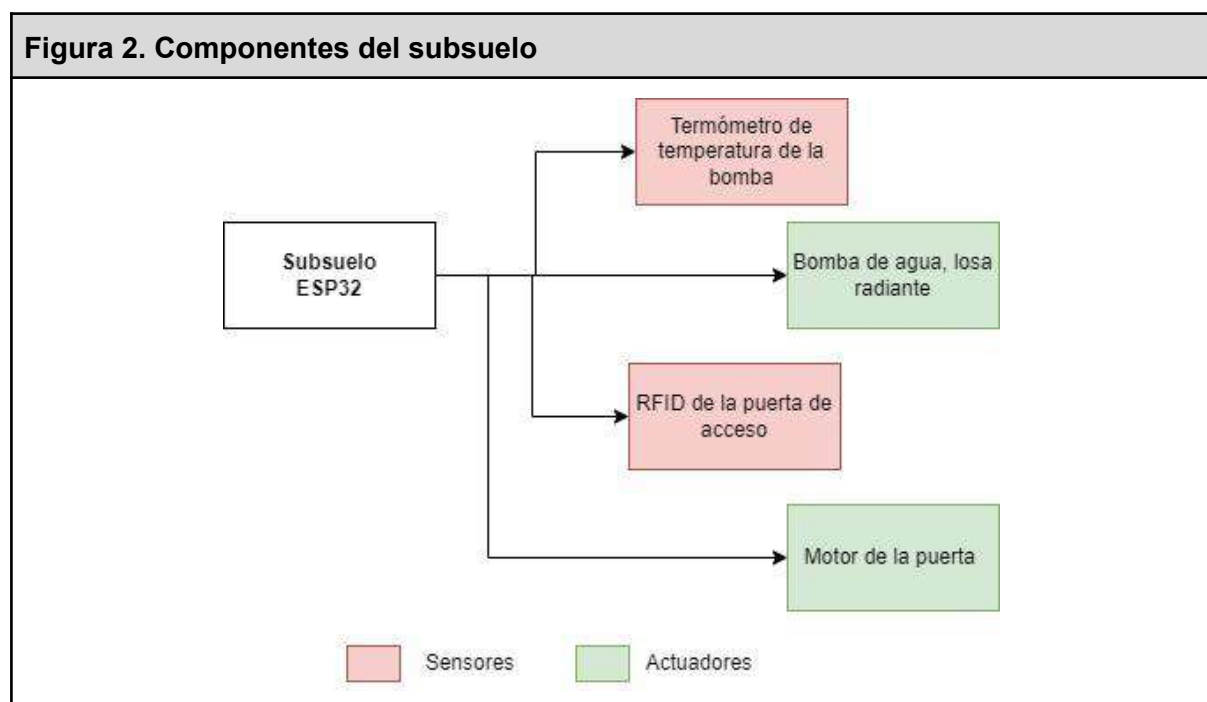 Figura 2. Componentes del subsuelo
Termómetro de
temperatura de la
bomba
Subsuelo
ESP32
Bomba de agua, losa
radiante
RFID de la puerta de
acceso
Motor de la puerta
Sensores
Actuadores